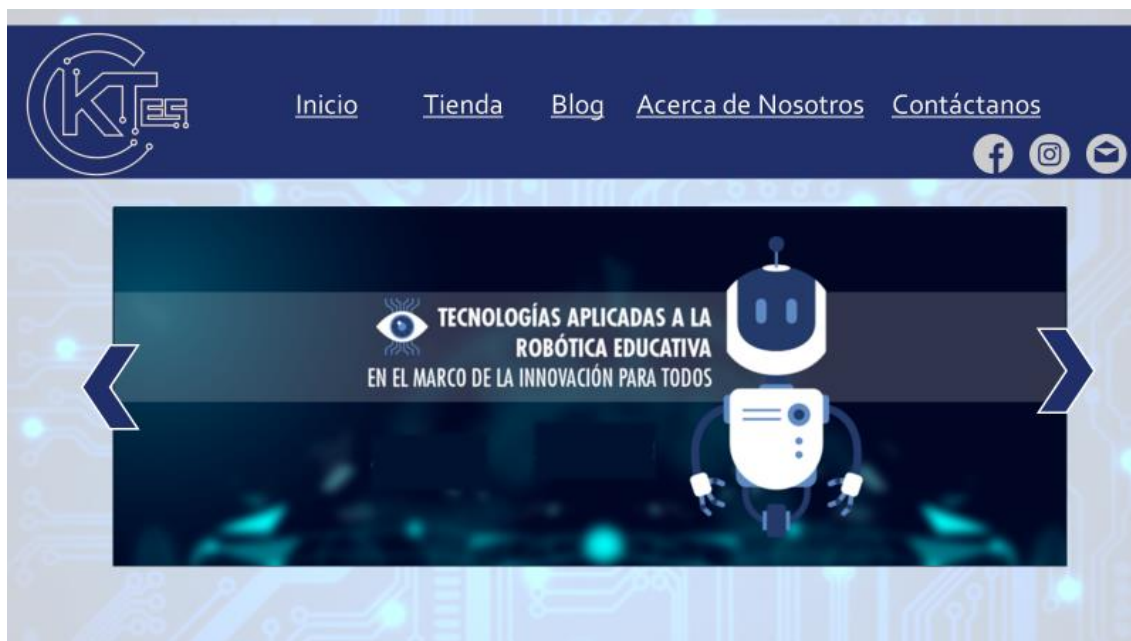 CKTES
Inicio Tienda Blog Acerca de Nosotros Contáctanos
TECNOLOGÍAS APLICADAS A LA
ROBÓTICA EDUCATIVA
EN EL MARCO DE LA INNOVACIÓN PARA TODOS